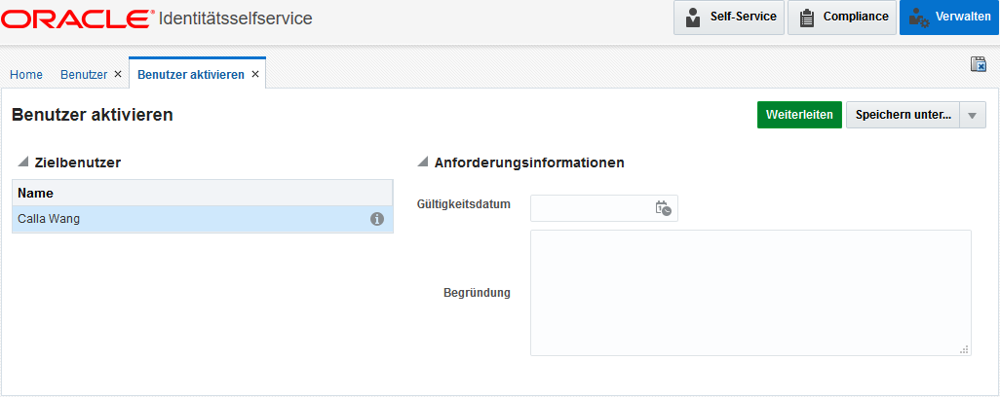 ORACLE® Identitätsselfservice
Self-Service
Compliance
Verwalten
Home
Benutzer
Benutzer aktivieren
Benutzer aktivieren
Weiterleiten
Speichern unter...
Zielbenutzer
Name
Calla Wang
Anforderungsinformationen
Gültigkeitsdatum
Begründung